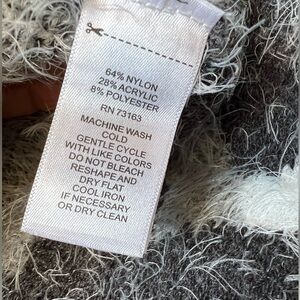 64% NYLON
28% ACRYLIC
8% POLYESTER
RN 73163
MACHINE WASH
COLD
GENTLE CYCLE
WITH LIKE COLORS
DO NOT BLEACH
RESHAPE AND
DRY FLAT
COOL IRON
IF NECESSARY
OR DRY CLEAN